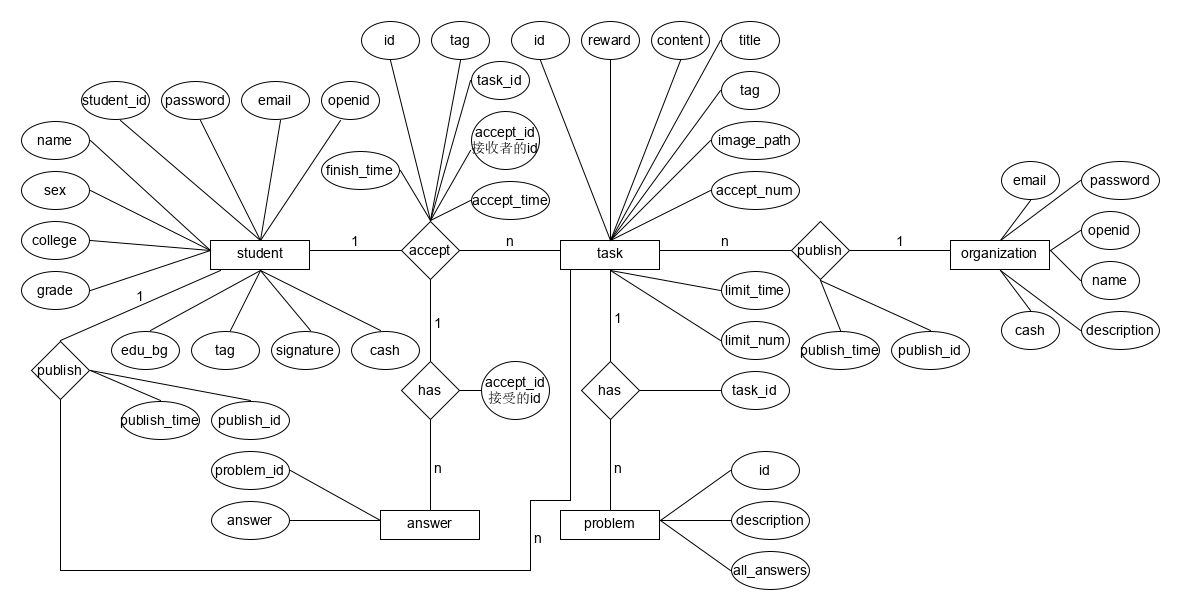 id
tag
id
reward
content
title
task_id
tag
student_id
password
email
openid
accept_id
接收者的id
name
image_path
finish_time
sex
accept_time
accept_num
email
password
college
student
1
accept
n
task
n
publish
1
organization
openid
grade
1
limit_time
name
1
1
edu_bg
tag
signature
cash
limit_num
publish_time
publish_id
cash
description
publish
has
accept_id
接受的id
has
task_id
publish_time
publish_id
problem_id
n
n
id
answer
answer
problem
description
n
all_answers